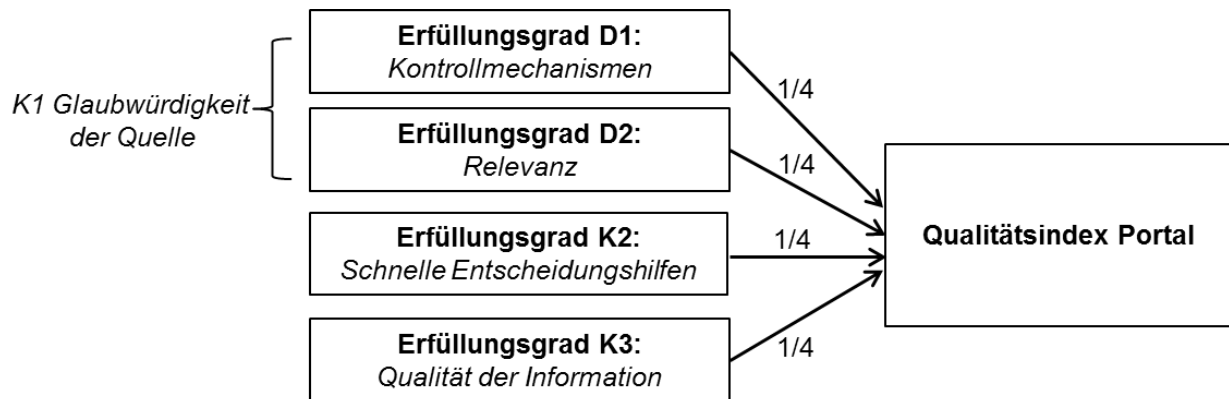 K1 Glaubwürdigkeit
der Quelle
Erfüllungsgrad D1:
Kontrollmechanismen
Erfüllungsgrad D2:
Relevanz
Erfüllungsgrad K2:
Schnelle Entscheidungshilfen
Erfüllungsgrad K3:
Qualität der Information
1/4
1/4
1/4
1/4
Qualitätsindex Portal